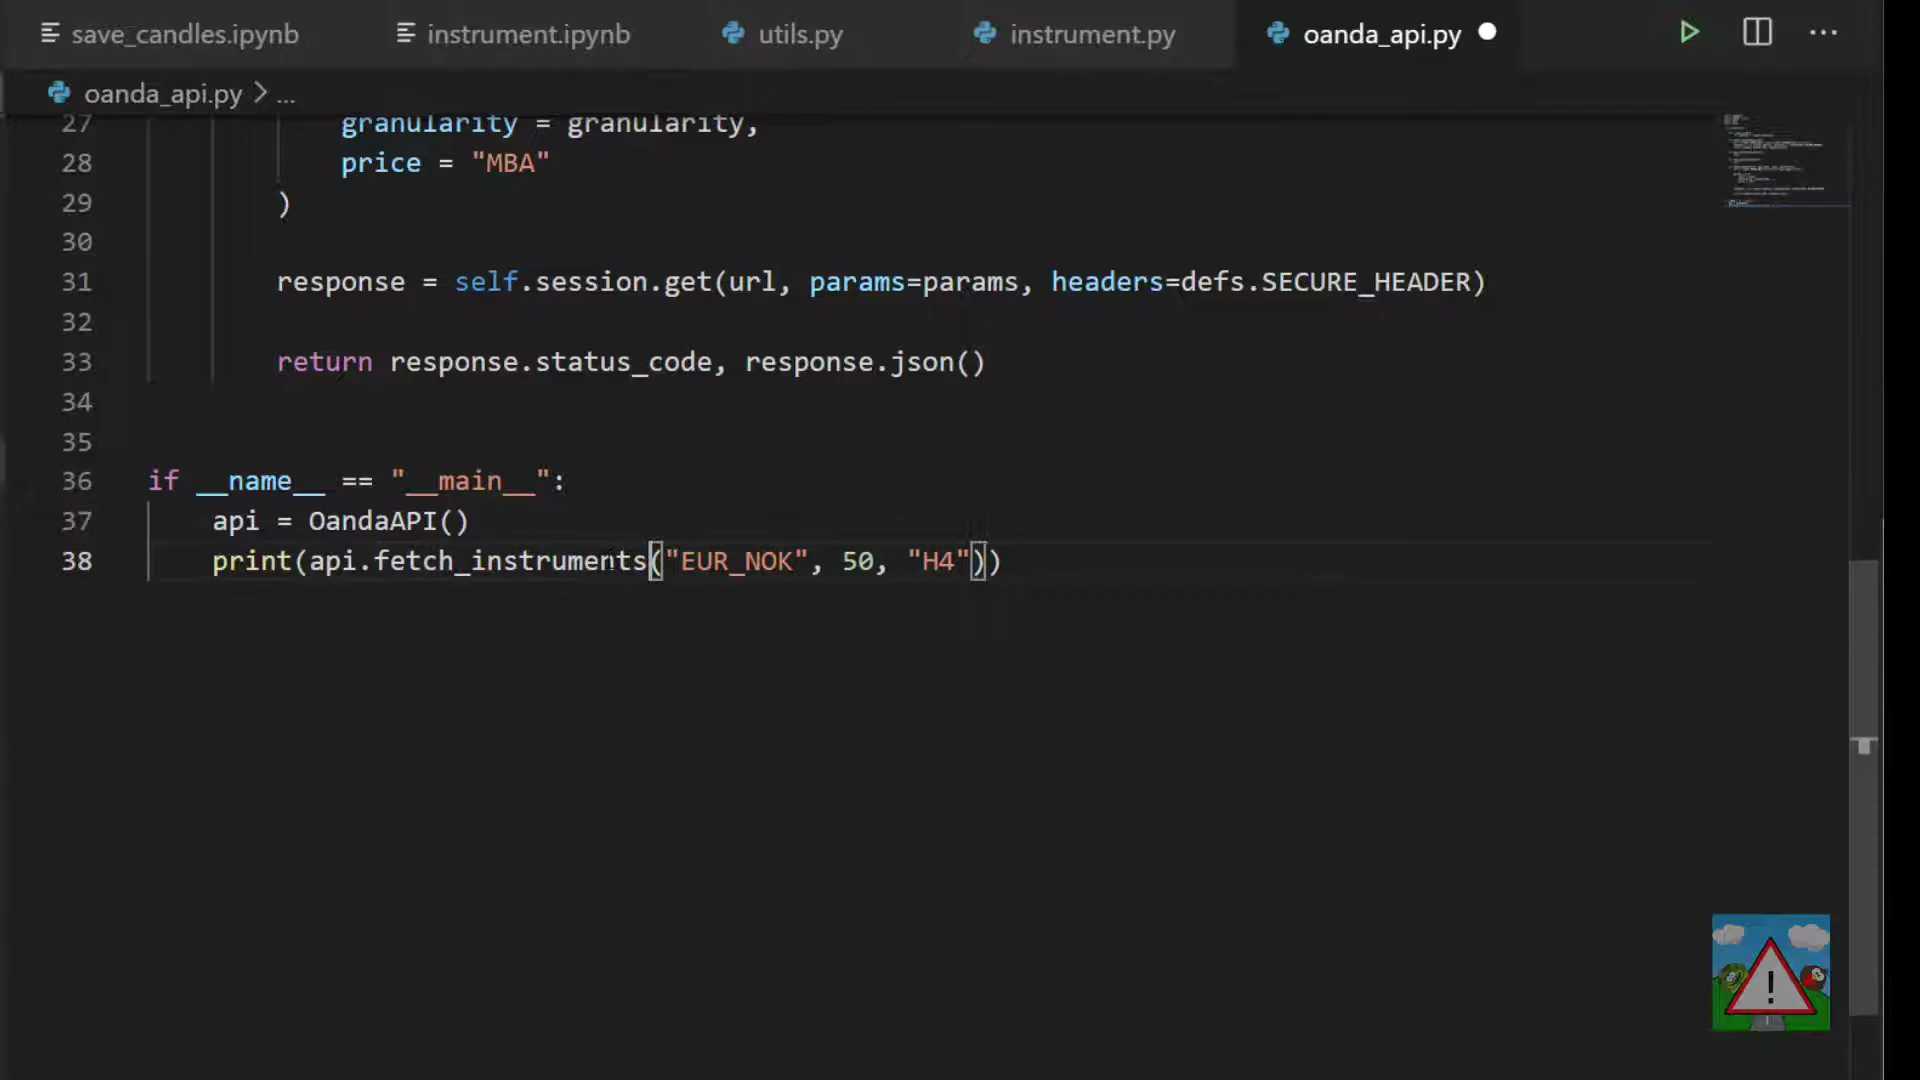 save_candles.ipynb instrument.ipynb utils.py instrument.py oanda_api.py
oanda_api.py > ...
27 granularity = granularity,
28 price = "MBA"
29 )
30
31 response = self.session.get(url, params=params, headers=defs.SECURE_HEADER)
32
33 return response.status_code, response.json()
34
35
36 if __name__ == "__main__":
37 api = OandaAPI()
38 print(api.fetch_instruments("EUR_NOK", 50, "H4"))